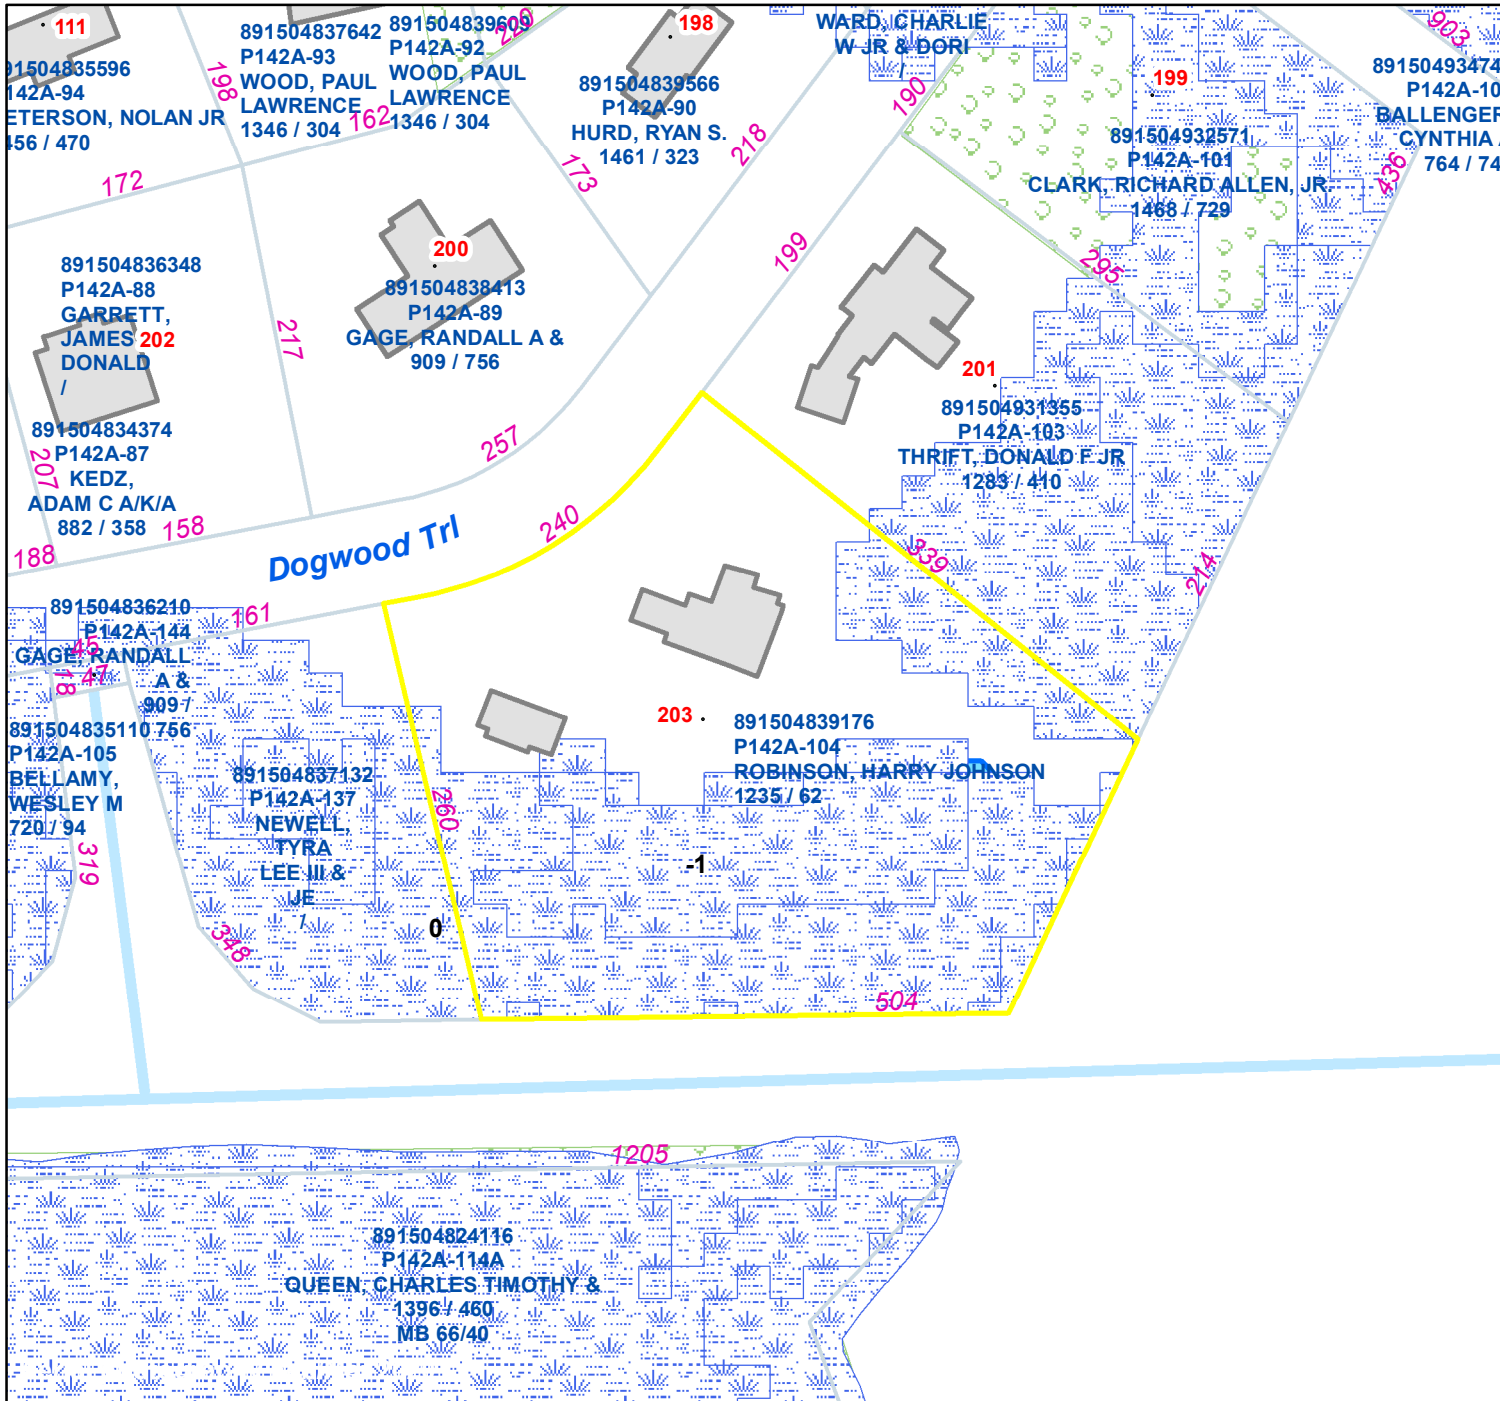 111
891504837642
P142A-93
WOOD, PAUL
LAWRENCE
1346 / 304
891504839609
P142A-92
WOOD, PAUL
LAWRENCE
1346 / 304
220
198
WARD, CHARLIE
W JR & DORI
/
903
91504835596
142A-94
ETERSON, NOLAN JR
456 / 470
198
162
891504839566
P142A-90
HURD, RYAN S.
1461 / 323
190
199
89150493474
P142A-10
BALLENGER
CYNTHIA
764 / 74
891504932571
P142A-101
CLARK, RICHARD ALLEN, JR.
1468 / 729
436
172
173
218
199
295
200
891504838413
P142A-89
GAGE, RANDALL A &
909 / 756
891504836348
P142A-88
GARRETT,
JAMES 202
DONALD
/
217
201
891504931355
P142A-103
THRIFT, DONALD F JR
1283 / 410
891504834374
P142A-87
KEDZ,
ADAM C A/K/A
882 / 358
207
257
188
158
Dogwood Trl
240
339
214
161
891504836210
P142A-144
GAGE, RANDALL
A &
909 /
756
45
47
18
891504835110
P142A-105
BELLAMY,
WESLEY M
720 / 94
203
891504839176
P142A-104
ROBINSON, HARRY JOHNSON
1235 / 62
891504837132
P142A-137
NEWELL,
TYRA
LEE III &
JE
/
260
319
-1
0
348
504
1205
891504824116
P142A-114A
QUEEN, CHARLES TIMOTHY &
1396 / 460
MB 66/40